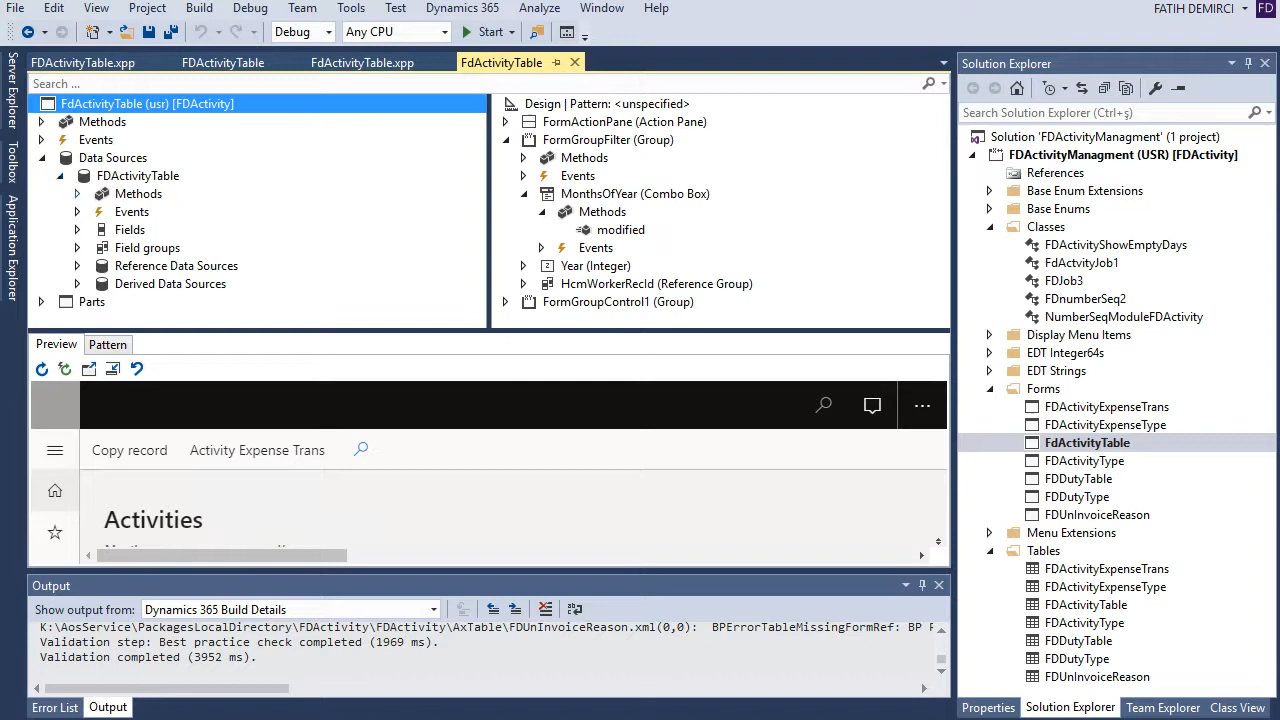 File Edit View Project Build Debug Team Tools Test Dynamics 365 Analyze Window Help FATIH DEMIRCI FD
Debug Any CPU Start
Server Explorer
Toolbox
Application Explorer
FDActivityTable.xpp FDActivityTable FdActivityTable.xpp FdActivityTable
Search ...
FdActivityTable (usr) [FDActivity]
Methods
Events
Data Sources
FDActivityTable
Methods
Events
Fields
Field groups
Reference Data Sources
Derived Data Sources
Parts
Design | Pattern: <unspecified>
FormActionPane (Action Pane)
FormGroupFilter (Group)
Methods
Events
MonthsOfYear (Combo Box)
Methods
modified
Events
Year (Integer)
HcmWorkerRecId (Reference Group)
FormGroupControl1 (Group)
Preview Pattern
Copy record Activity Expense Trans
Activities
Output
Show output from: Dynamics 365 Build Details
K:\AosService\PackagesLocalDirectory\FDActivity\FDActivity\AxTable\FDUnInvoiceReason.xml(0,0): BPErrorTableMissingFormRef: BP
Validation step: Best practice check completed (1969 ms).
Validation completed (3952 ms).
Error List Output
Solution Explorer
Search Solution Explorer (Ctrl+ş)
Solution 'FDActivityManagment' (1 project)
FDActivityManagment (USR) [FDActivity]
References
Base Enum Extensions
Base Enums
Classes
FDActivityShowEmptyDays
FdActivityJob1
FDJob3
FDnumberSeq2
NumberSeqModuleFDActivity
Display Menu Items
EDT Integer64s
EDT Strings
Forms
FDActivityExpenseTrans
FDActivityExpenseType
FdActivityTable
FDActivityType
FDDutyTable
FDDutyType
FDUnInvoiceReason
Menu Extensions
Tables
FDActivityExpenseTrans
FDActivityExpenseType
FDActivityTable
FDActivityType
FDDutyTable
FDDutyType
FDUnInvoiceReason
Properties Solution Explorer Team Explorer Class View